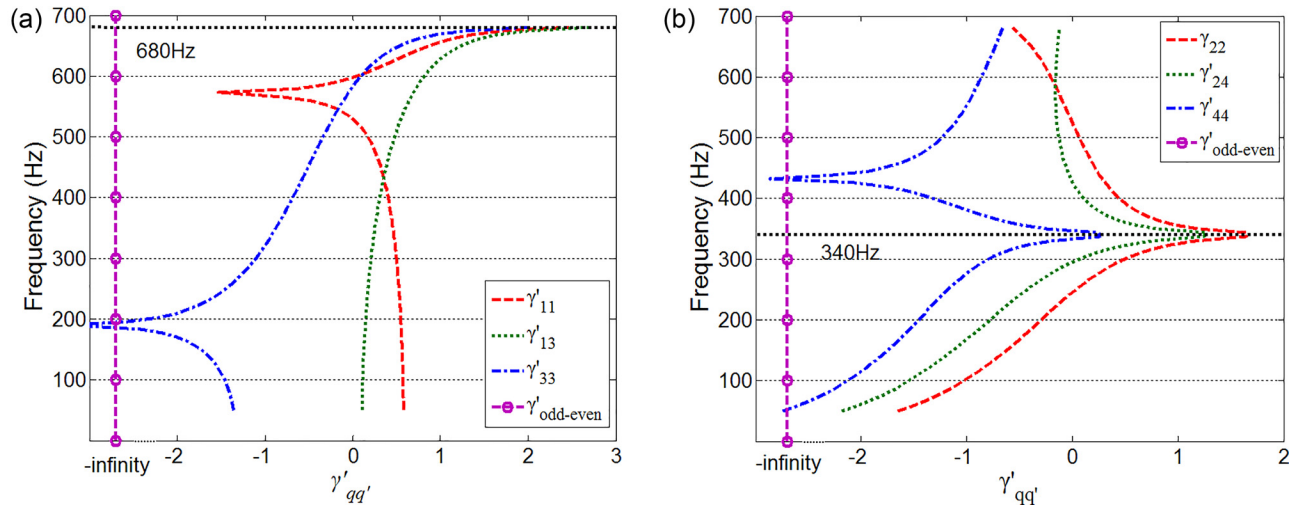 (a)
Frequency (Hz)
700
600
500
400
300
200
100
680Hz
γ'11
γ'13
γ'33
γ'odd-even
-infinity -2 -1 0 1 2 3
γ'qq'
(b)
Frequency (Hz)
700
600
500
400
300
200
100
0
340Hz
γ22
γ'24
γ'44
γ'odd-even
-infinity -1 0 1 2
γ'qq'